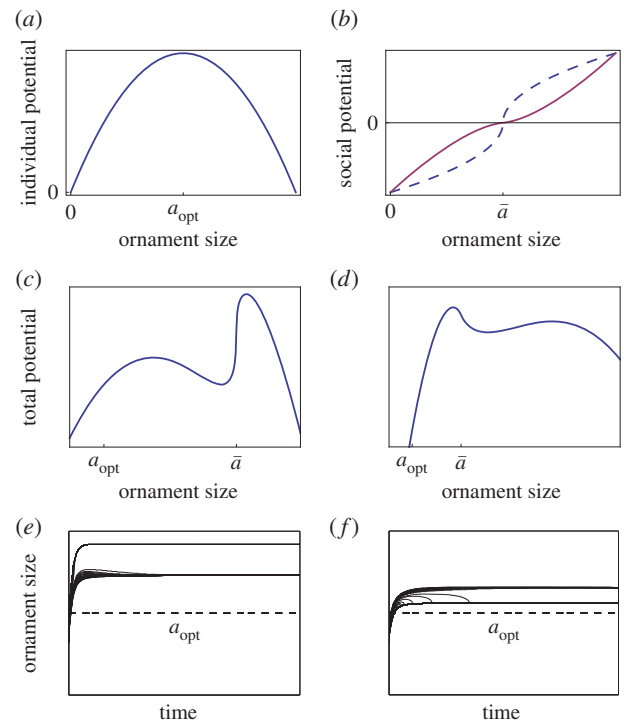 (a)
individual potential
0
0
a_opt
ornament size
(b)
social potential
0
0
ā
ornament size
(c)
total potential
a_opt
ā
ornament size
(d)
a_opt
ā
ornament size
(e)
ornament size
a_opt
time
(f)
a_opt
time